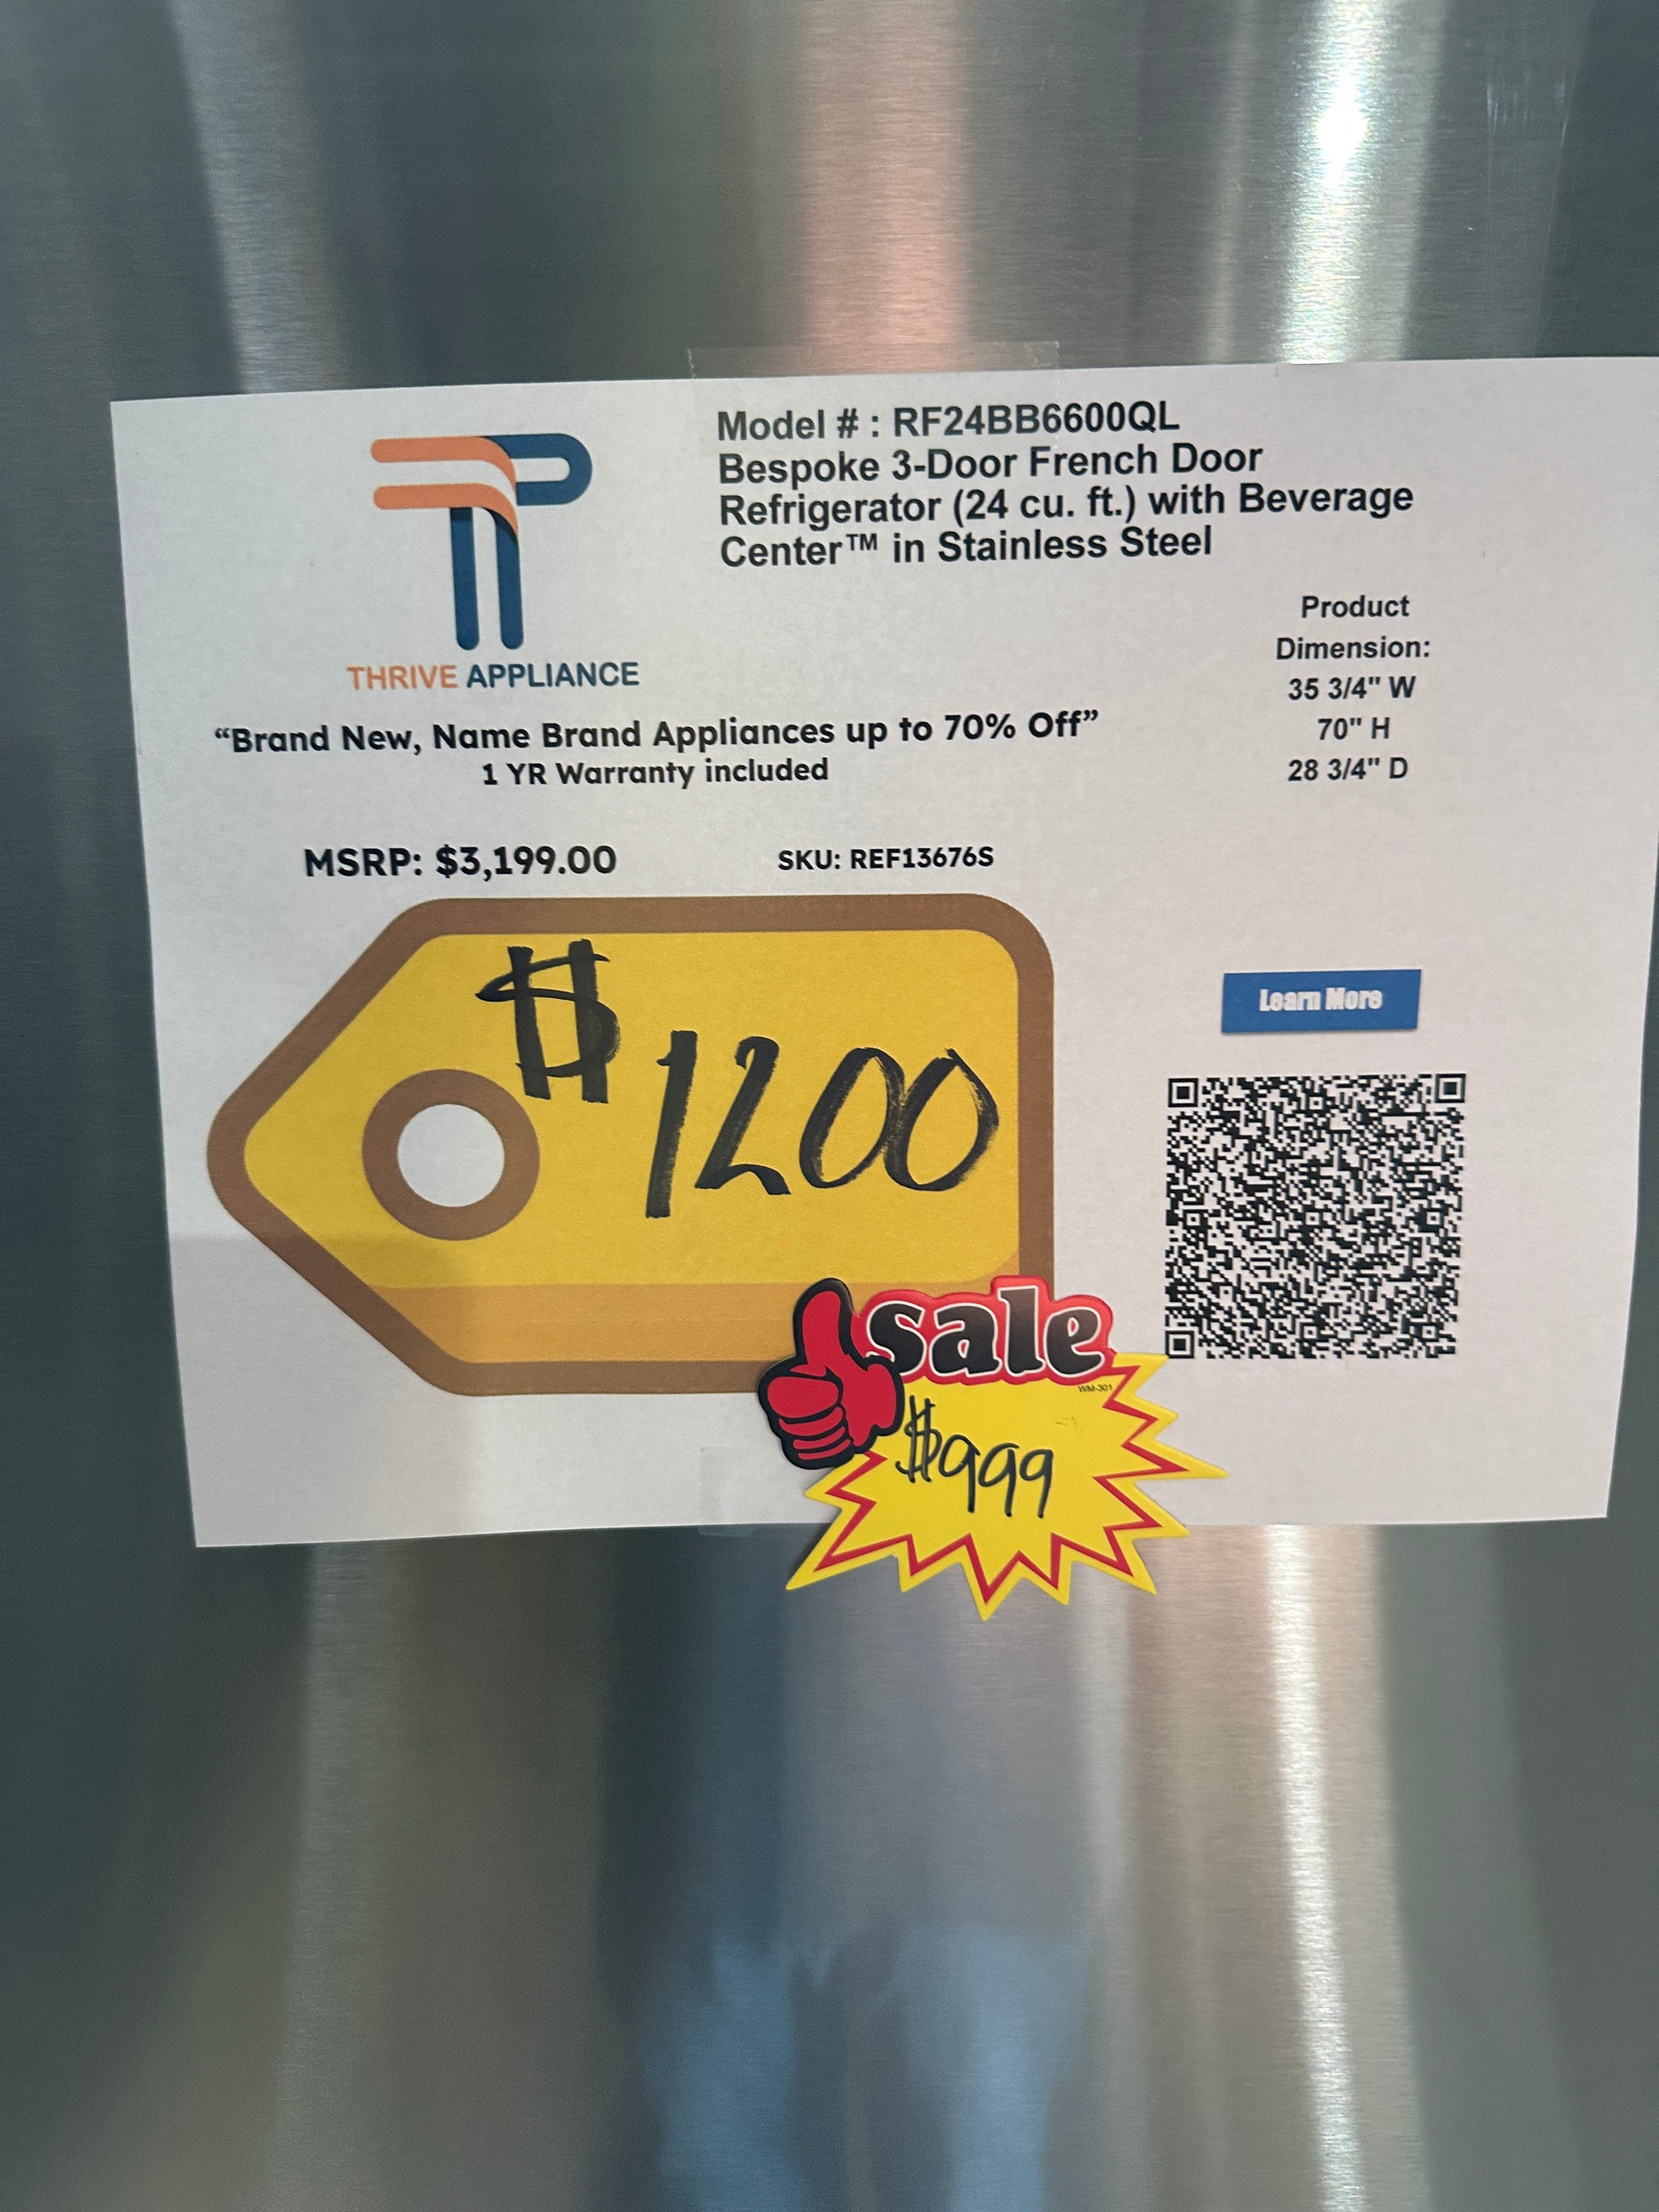 Model # : RF24BB6600QL
Bespoke 3-Door French Door
Refrigerator (24 cu. ft.) with Beverage
Center™ in Stainless Steel
THRIVE APPLIANCE
Product
Dimension:
35 3/4" W
70" H
28 3/4" D
“Brand New, Name Brand Appliances up to 70% Off”
1 YR Warranty included
MSRP: $3,199.00
SKU: REF13676S
$1200
Learn More
sale
WM-301
$999